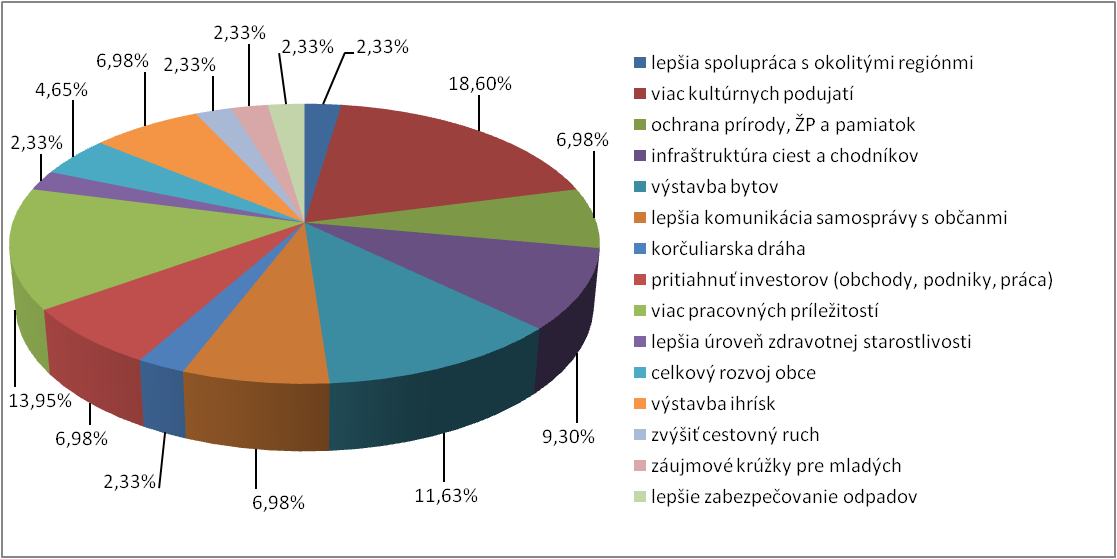 2,33%
2,33%
2,33%
6,98%
2,33%
18,60%
4,65%
6,98%
2,33%
13,95%
6,98%
2,33%
6,98%
11,63%
9,30%
lepšia spolupráca s okolitými regiónmi
viac kultúrnych podujatí
ochrana prírody, ŽP a pamiatok
infraštruktúra ciest a chodníkov
výstavba bytov
lepšia komunikácia samosprávy s občanmi
korčuliarska dráha
pritiahnuť investorov (obchody, podniky, práca)
viac pracovných príležitostí
lepšia úroveň zdravotnej starostlivosti
celkový rozvoj obce
výstavba ihrísk
zvýšiť cestovný ruch
záujmové krúžky pre mladých
lepšie zabezpečovanie odpadov